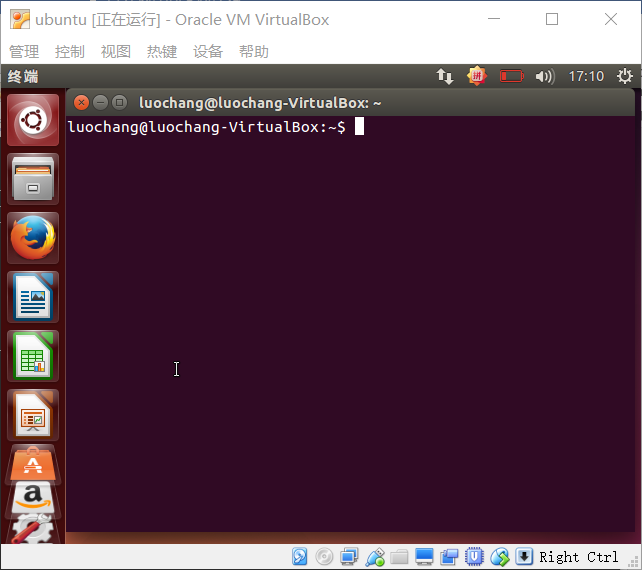 ubuntu [正在运行] - Oracle VM VirtualBox
管理 控制 视图 热键 设备 帮助
终端 拼 17:10
luochang@luochang-VirtualBox: ~
luochang@luochang-VirtualBox:~$
Right Ctrl